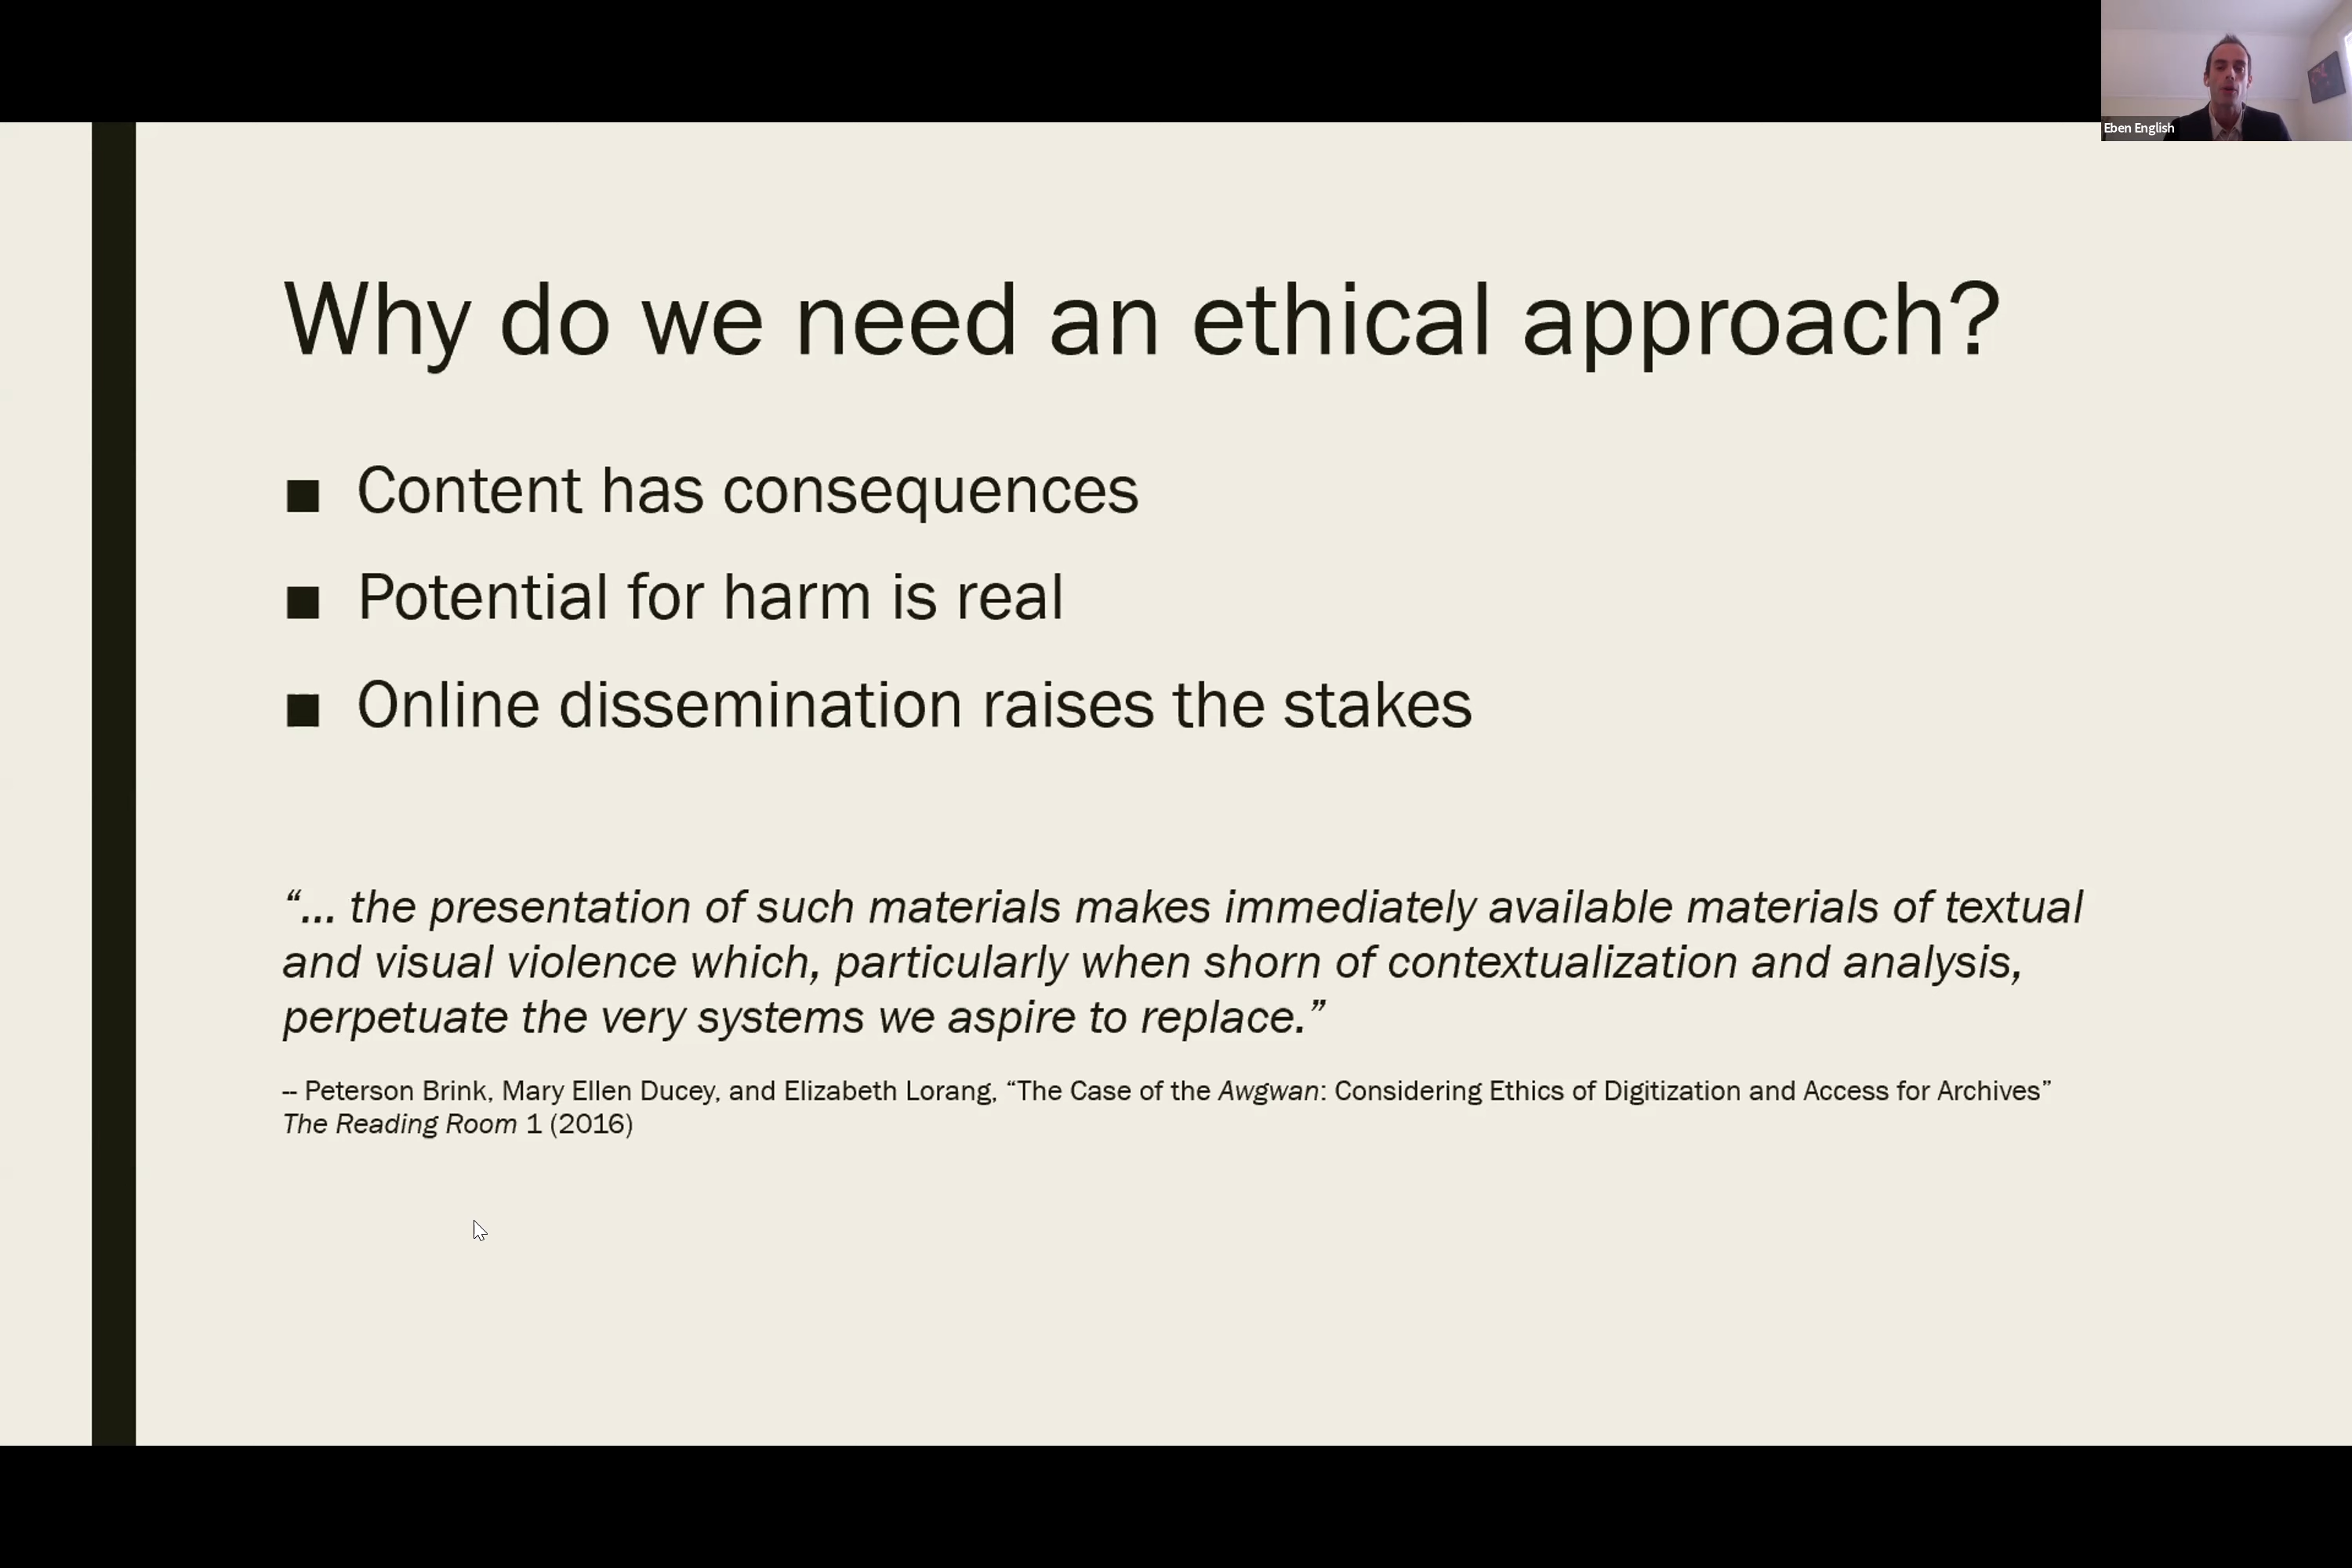 Eben English
Why do we need an ethical approach?
■ Content has consequences
■ Potential for harm is real
■ Online dissemination raises the stakes
“... the presentation of such materials makes immediately available materials of textual
and visual violence which, particularly when shorn of contextualization and analysis,
perpetuate the very systems we aspire to replace.”
-- Peterson Brink, Mary Ellen Ducey, and Elizabeth Lorang, “The Case of the Awgwan: Considering Ethics of Digitization and Access for Archives”
The Reading Room 1 (2016)